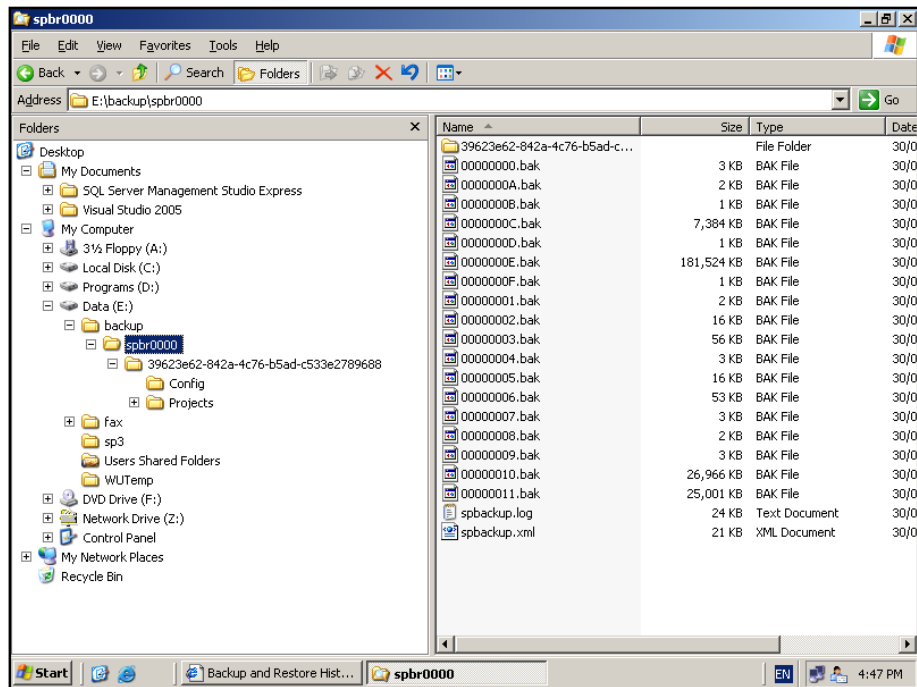 spbr0000
File Edit View Favorites Tools Help
Back Search Folders
Address E:\backup\spbr0000 Go
Folders
Desktop
My Documents
SQL Server Management Studio Express
Visual Studio 2005
My Computer
3½ Floppy (A:)
Local Disk (C:)
Programs (D:)
Data (E:)
backup
spbr0000
39623e62-842a-4c76-b5ad-c533e2789688
Config
Projects
fax
sp3
Users Shared Folders
WUTemp
DVD Drive (F:)
Network Drive (Z:)
Control Panel
My Network Places
Recycle Bin
Name Size Type Date
39623e62-842a-4c76-b5ad-c... File Folder 30/0
00000000.bak 3 KB BAK File 30/0
0000000A.bak 2 KB BAK File 30/0
0000000B.bak 1 KB BAK File 30/0
0000000C.bak 7,384 KB BAK File 30/0
0000000D.bak 1 KB BAK File 30/0
0000000E.bak 181,524 KB BAK File 30/0
0000000F.bak 1 KB BAK File 30/0
00000001.bak 2 KB BAK File 30/0
00000002.bak 16 KB BAK File 30/0
00000003.bak 56 KB BAK File 30/0
00000004.bak 3 KB BAK File 30/0
00000005.bak 16 KB BAK File 30/0
00000006.bak 53 KB BAK File 30/0
00000007.bak 3 KB BAK File 30/0
00000008.bak 2 KB BAK File 30/0
00000009.bak 3 KB BAK File 30/0
00000010.bak 26,966 KB BAK File 30/0
00000011.bak 25,001 KB BAK File 30/0
spbackup.log 24 KB Text Document 30/0
spbackup.xml 21 KB XML Document 30/0
Start Backup and Restore Hist... spbr0000 EN 4:47 PM